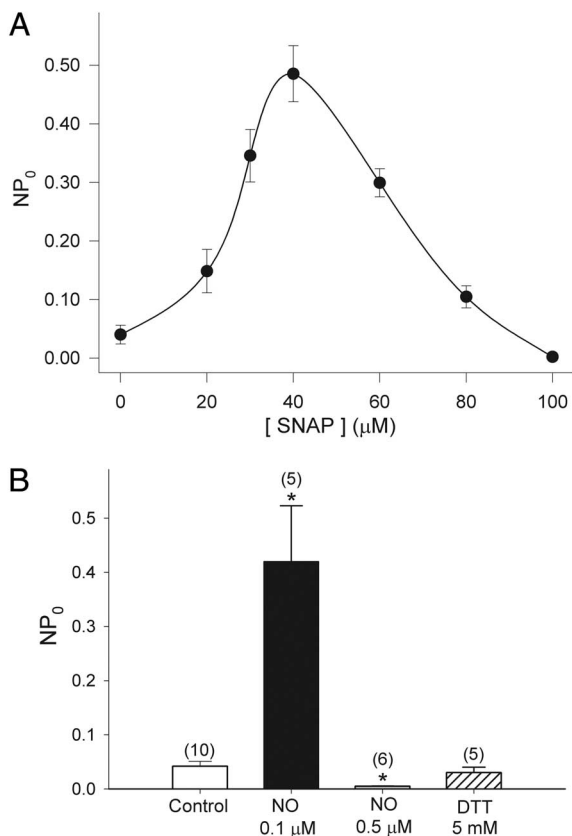 A
0.50
0.40
0.30
0.20
0.10
0.00
NP₀
0 20 40 60 80 100
[ SNAP ] (μM)
B
0.5
0.4
0.3
0.2
0.1
0.0
NP₀
(10)
(5)
*
(6)
*
(5)
Control NO NO DTT
0.1 μM 0.5 μM 5 mM